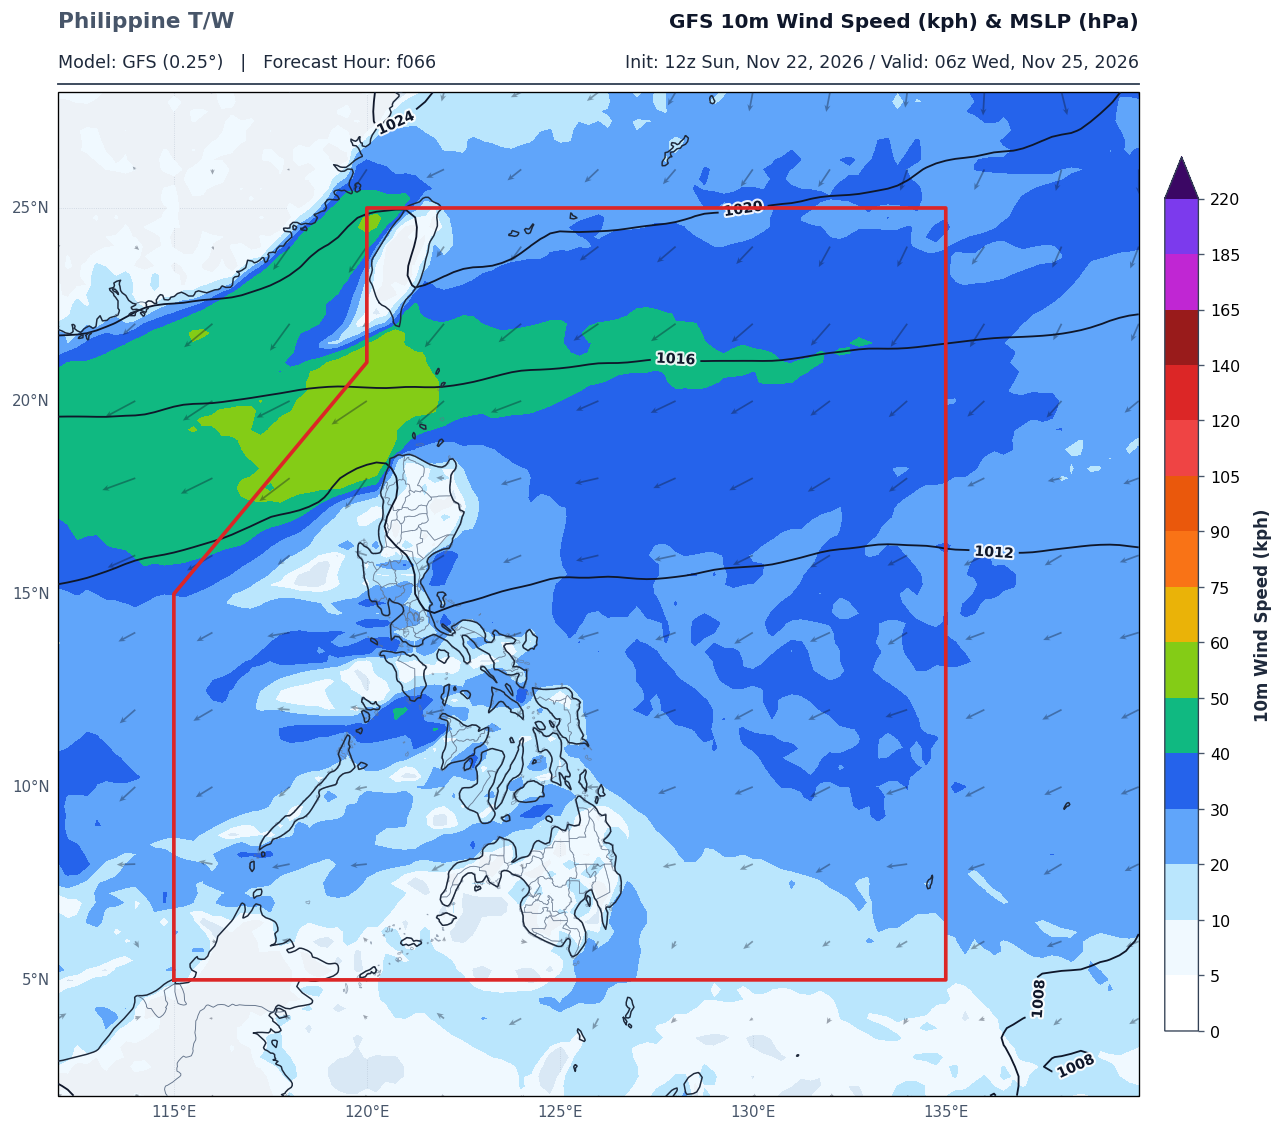 Philippine T/W
GFS 10m Wind Speed (kph) & MSLP (hPa)
Model: GFS (0.25°)   |   Forecast Hour: f066
Init: 12z Sun, Nov 22, 2026 / Valid: 06z Wed, Nov 25, 2026
1024
1020
1016
1012
1008
1008
25°N
20°N
15°N
10°N
5°N
115°E
120°E
125°E
130°E
135°E
220
185
165
140
120
105
90
75
60
50
40
30
20
10
5
0
10m Wind Speed (kph)